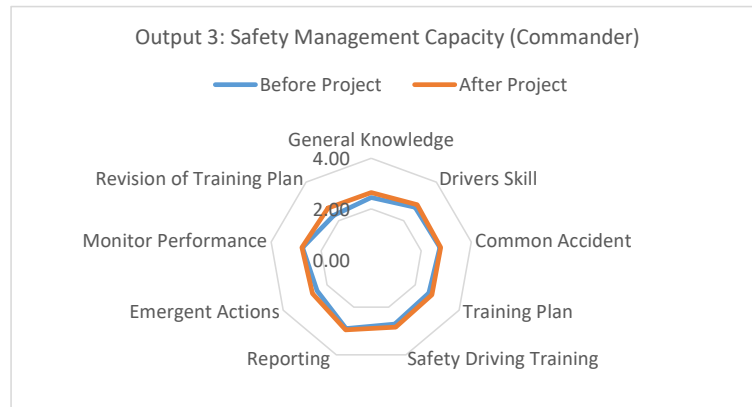 Output 3: Safety Management Capacity (Commander)
Before Project After Project
General Knowledge
4.00
Revision of Training Plan Drivers Skill
2.00
Monitor Performance Common Accident
0.00
Emergent Actions Training Plan
Reporting Safety Driving Training